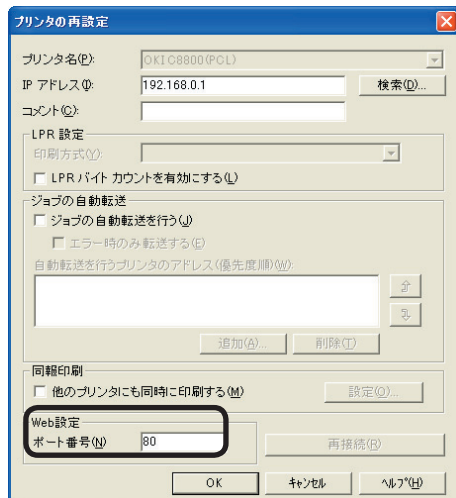 プリンタの再設定
プリンタ名(P): OKI C8800(PCL)
IP アドレス(I): 192.168.0.1 検索(D)...
コメント(C):
LPR 設定
印刷方式(Y):
LPR バイト カウントを有効にする(L)
ジョブの自動転送
ジョブの自動転送を行う(J)
エラー時のみ転送する(E)
自動転送を行うプリンタのアドレス(優先度順)(W):
追加(A)... 削除(T)
同報印刷
他のプリンタにも同時に印刷する(M) 設定(O)...
Web設定
ポート番号(N) 80 再接続(R)
OK キャンセル ヘルプ(H)